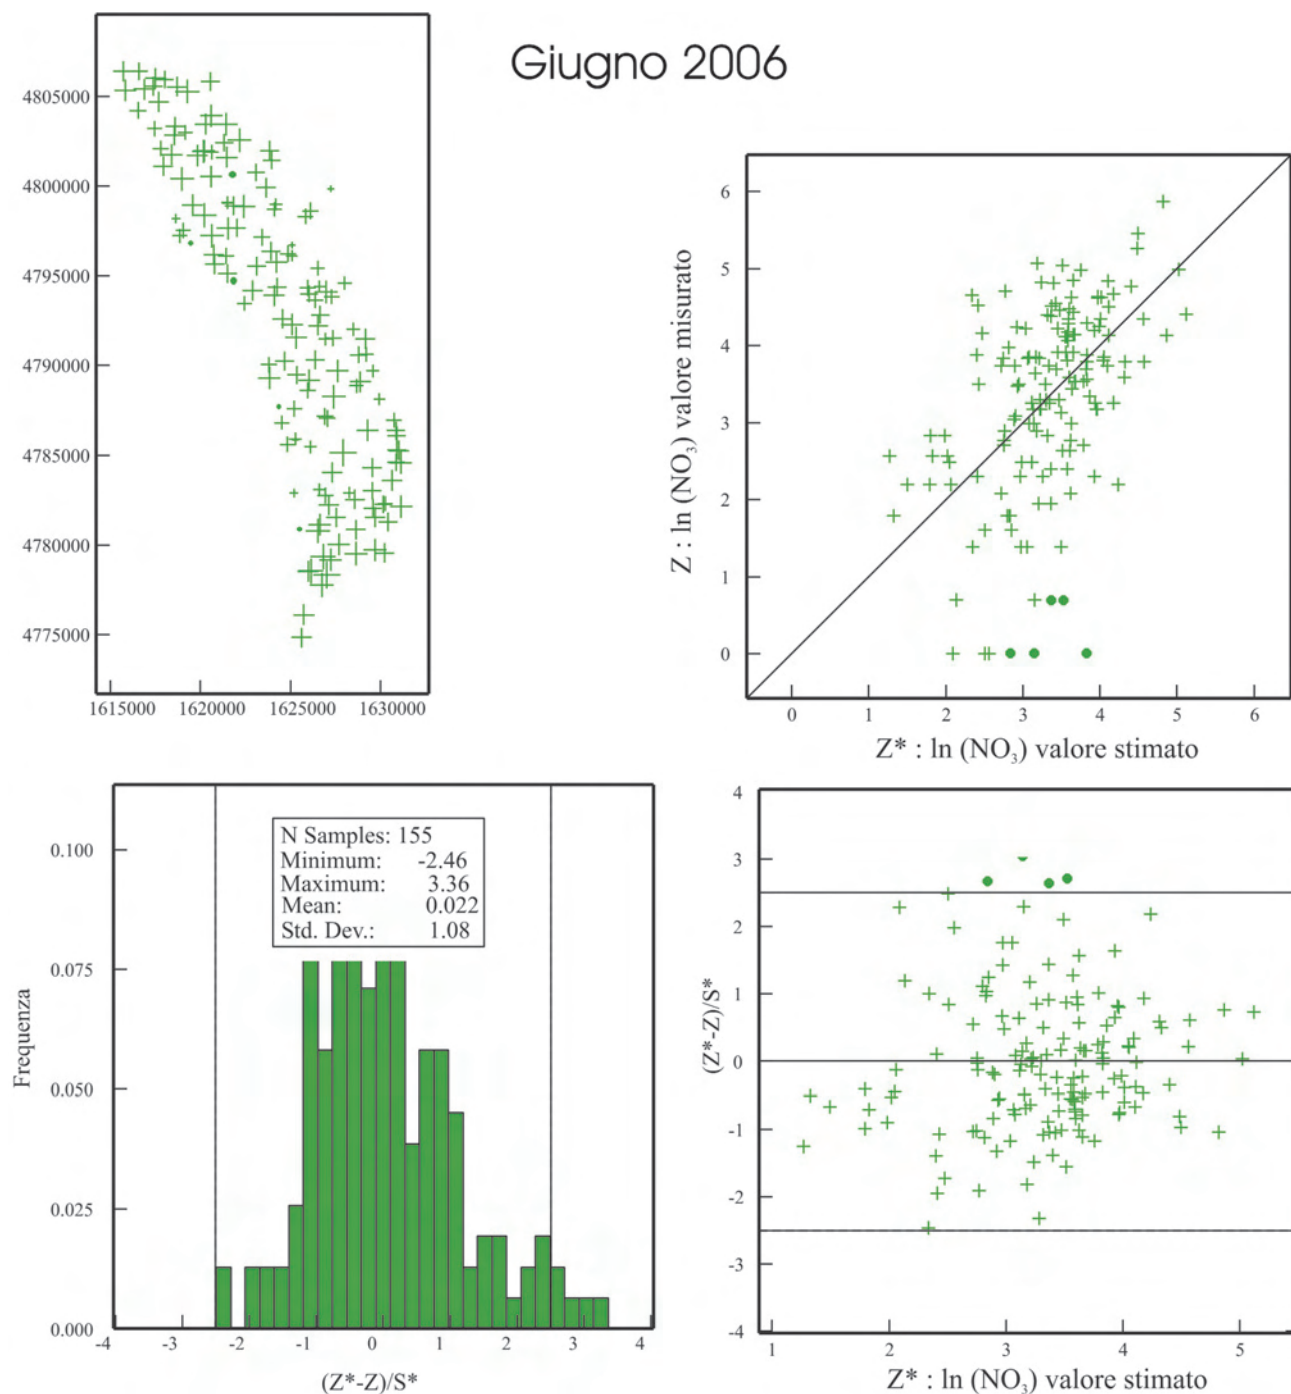 Giugno 2006
4805000
4800000
4795000
4790000
4785000
4780000
4775000
1615000 1620000 1625000 1630000
Z : ln (NO₃) valore misurato
6
5
4
3
2
1
0
0 1 2 3 4 5 6
Z* : ln (NO₃) valore stimato
Frequenza
0.100
0.075
0.050
0.025
0.000
N Samples: 155
Minimum: -2.46
Maximum: 3.36
Mean: 0.022
Std. Dev.: 1.08
-4 -3 -2 -1 0 1 2 3 4
(Z*-Z)/S*
(Z*-Z)/S*
4
3
2
1
0
-1
-2
-3
-4
1 2 3 4 5
Z* : ln (NO₃) valore stimato